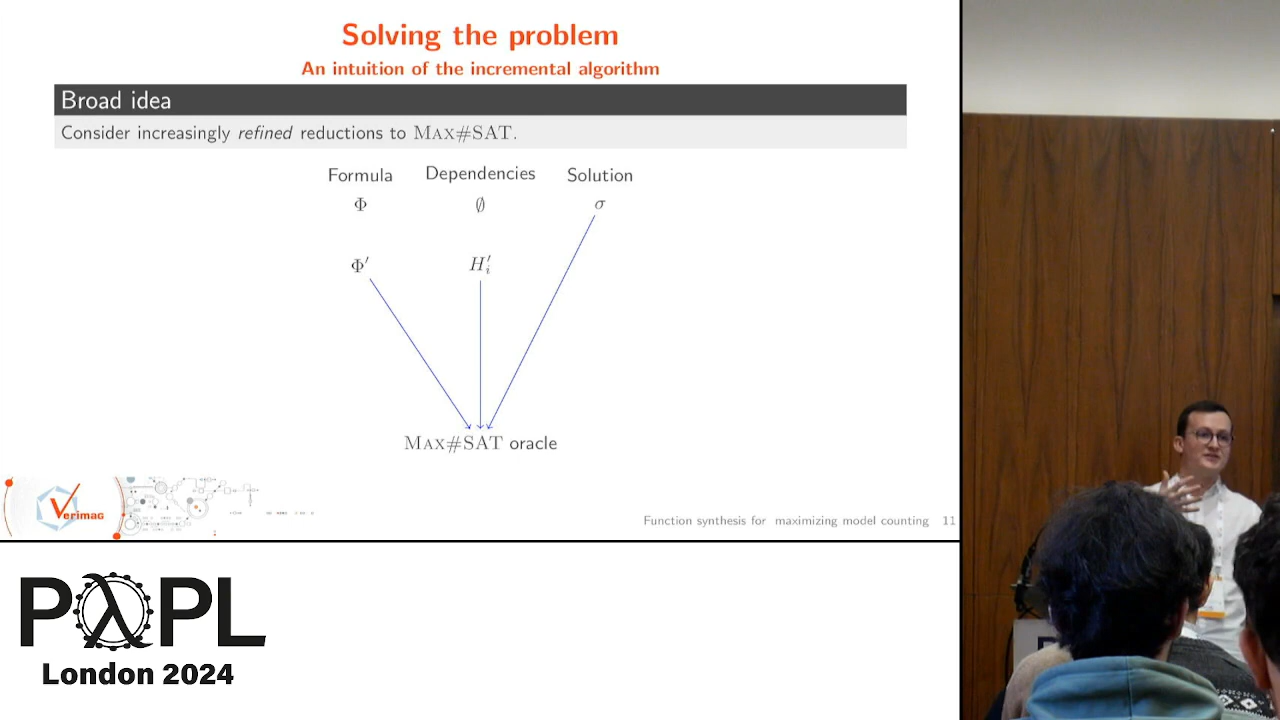 Solving the problem
An intuition of the incremental algorithm
Broad idea
Consider increasingly refined reductions to MAX#SAT.
Formula Dependencies Solution
Φ ∅ σ
Φ′ H′ᵢ
MAX#SAT oracle
Verimag
Function synthesis for maximizing model counting 11
PλPL
London 2024